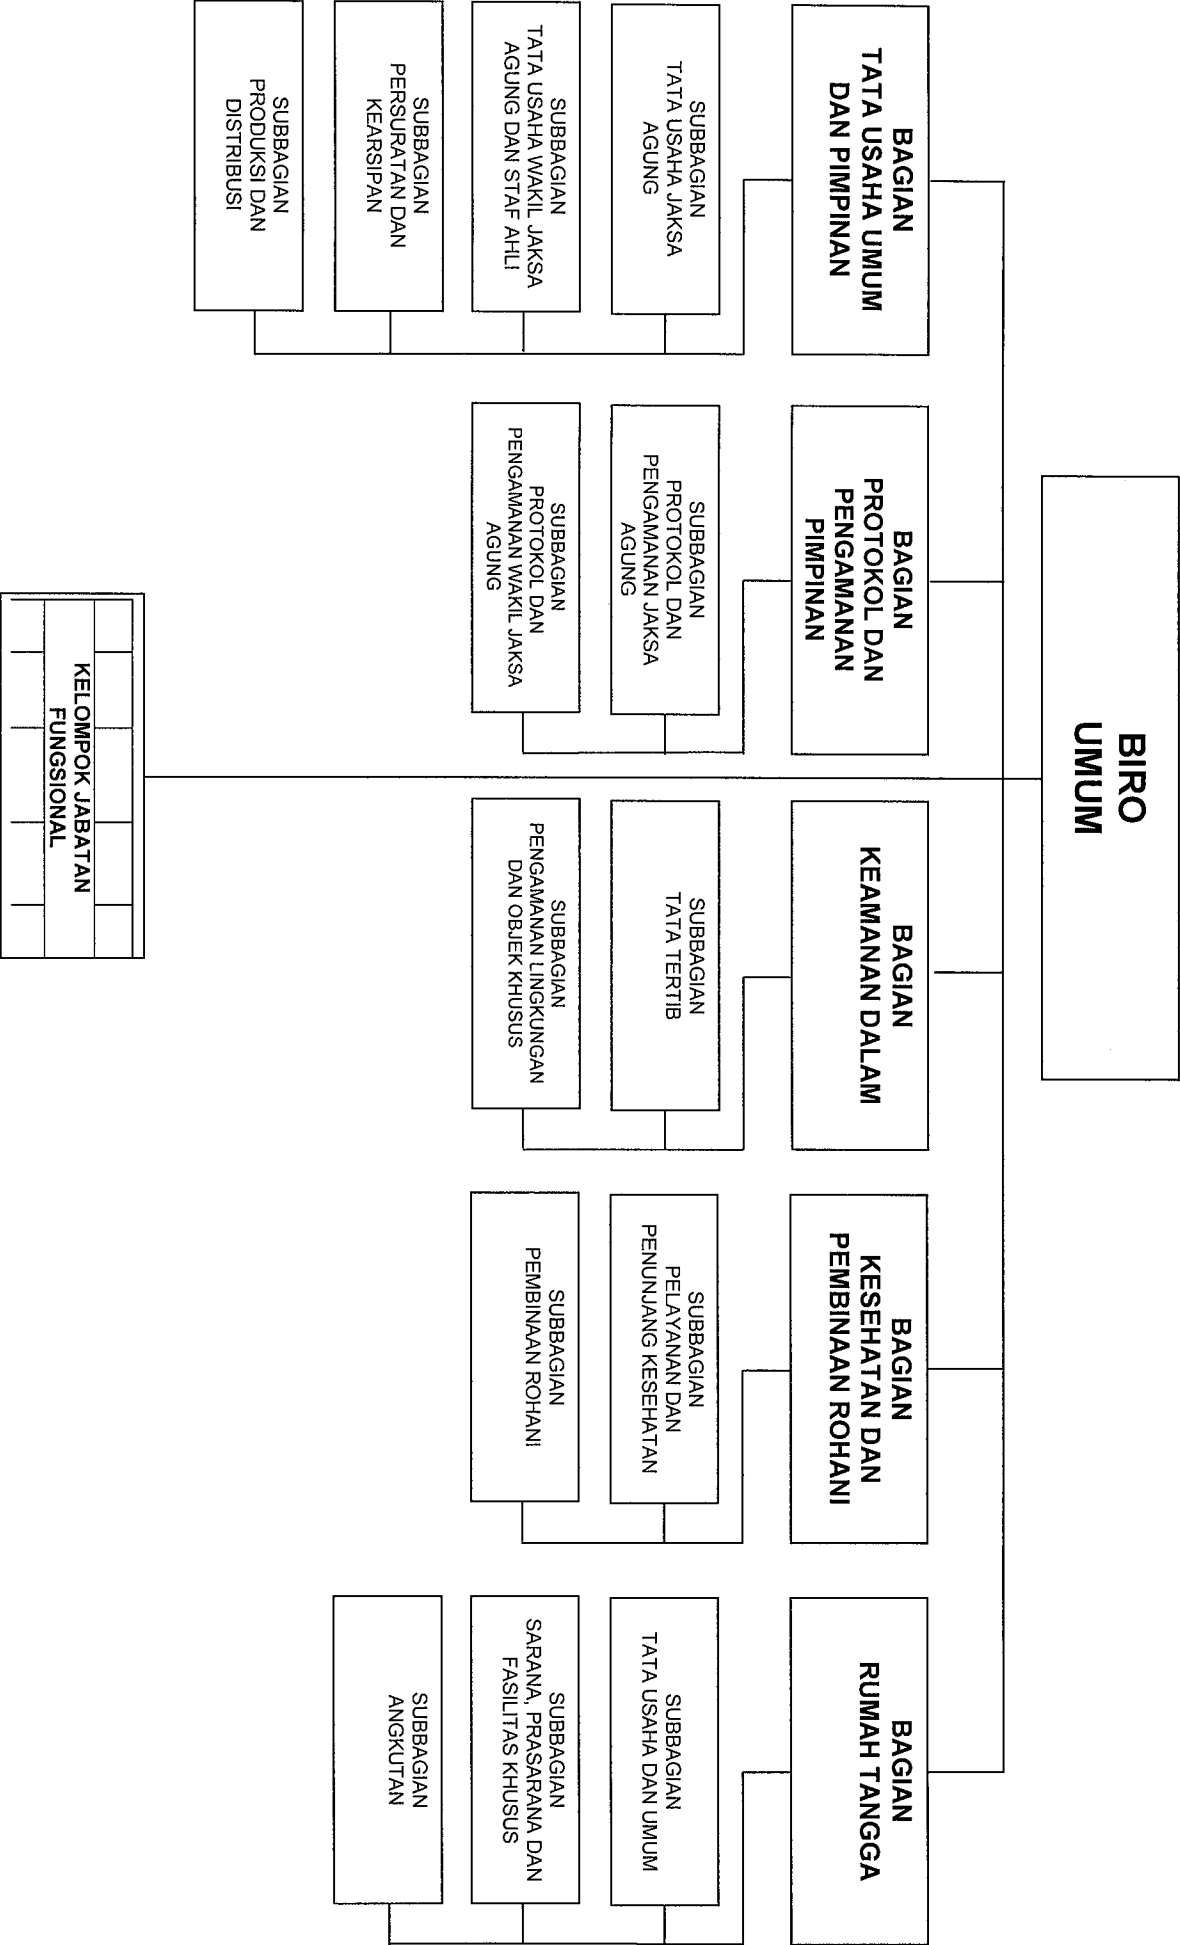 BIRO
UMUM
BAGIAN
TATA USAHA UMUM
DAN PIMPINAN
SUBBAGIAN
TATA USAHA JAKSA
AGUNG
SUBBAGIAN
TATA USAHA WAKIL JAKSA
AGUNG DAN STAF AHLI
SUBBAGIAN
PERSURATAN DAN
KEARSIPAN
SUBBAGIAN
PRODUKSI DAN
DISTRIBUSI
BAGIAN
PROTOKOL DAN
PENGAMANAN
PIMPINAN
SUBBAGIAN
PROTOKOL DAN
PENGAMANAN JAKSA
AGUNG
SUBBAGIAN
PROTOKOL DAN
PENGAMANAN WAKIL JAKSA
AGUNG
BAGIAN
KEAMANAN DALAM
SUBBAGIAN
TATA TERTIB
SUBBAGIAN
PENGAMANAN LINGKUNGAN
DAN OBJEK KHUSUS
BAGIAN
KESEHATAN DAN
PEMBINAAN ROHANI
SUBBAGIAN
PELAYANAN DAN
PENUNJANG KESEHATAN
SUBBAGIAN
PEMBINAAN ROHANI
BAGIAN
RUMAH TANGGA
SUBBAGIAN
TATA USAHA DAN UMUM
SUBBAGIAN
SARANA, PRASARANA DAN
FASILITAS KHUSUS
SUBBAGIAN
ANGKUTAN
KELOMPOK JABATAN
FUNGSIONAL